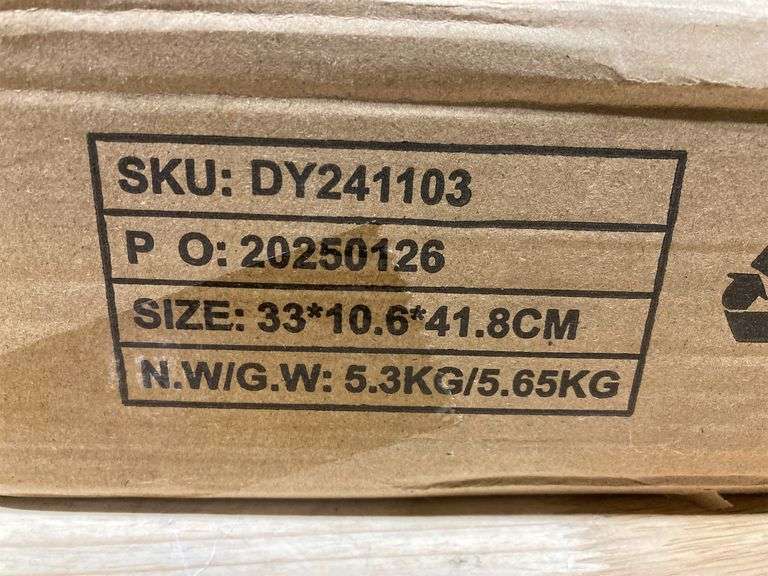 SKU: DY241103
P O: 20250126
SIZE: 33*10.6*41.8CM
N.W/G.W: 5.3KG/5.65KG